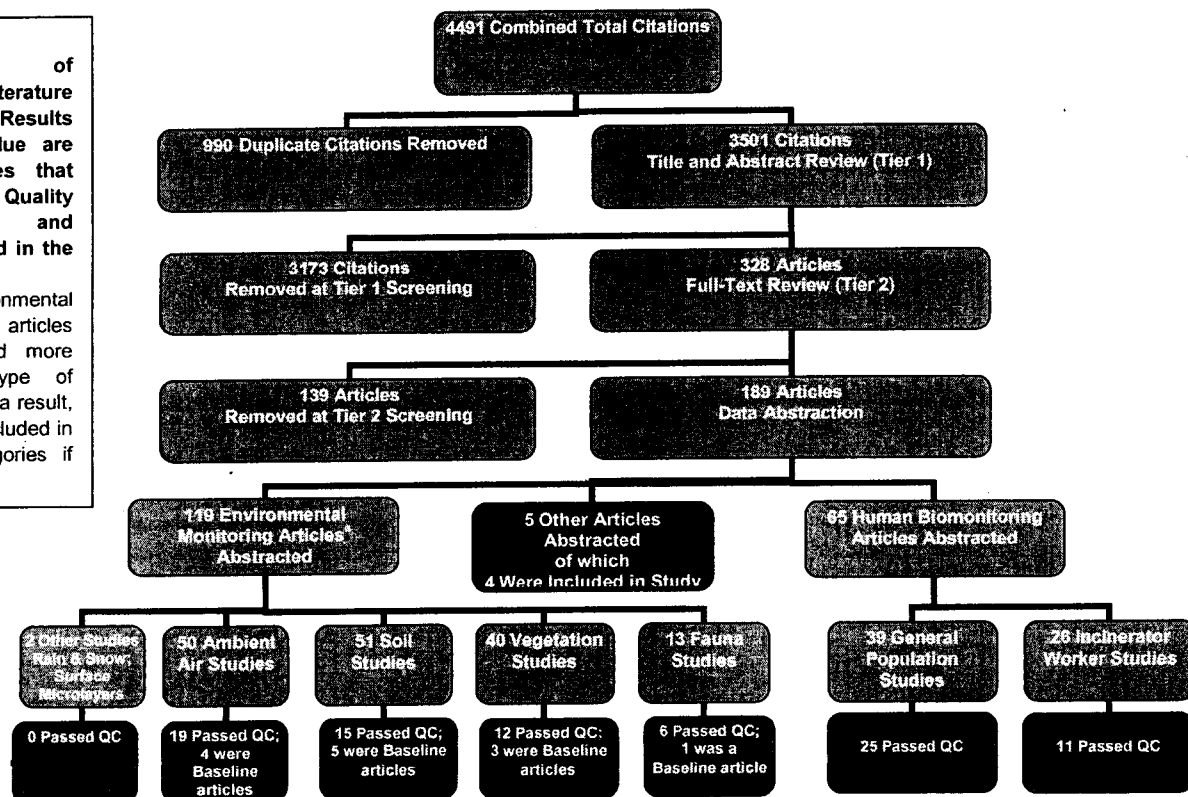 of
terature
Results
lue are
es that
Quality
and
d in the
onmental
articles
d more
ype of
a result,
cluded in
gories if
4491 Combined Total Citations
990 Duplicate Citations Removed
3501 Citations
Title and Abstract Review (Tier 1)
3173 Citations
Removed at Tier 1 Screening
328 Articles
Full-Text Review (Tier 2)
139 Articles
Removed at Tier 2 Screening
189 Articles
Data Abstraction
119 Environmental
Monitoring Articles*
Abstracted
5 Other Articles
Abstracted
of which
4 Were Included in Study
65 Human Biomonitoring
Articles Abstracted
2 Other Studies
Rain & Snow;
Surface
Microlayers
50 Ambient
Air Studies
51 Soil
Studies
40 Vegetation
Studies
13 Fauna
Studies
39 General
Population
Studies
26 Incinerator
Worker Studies
0 Passed QC
19 Passed QC;
4 were
Baseline
articles
15 Passed QC;
5 were Baseline
articles
12 Passed QC:
3 were Baseline
articles
6 Passed QC;
1 was a
Baseline article
25 Passed QC
11 Passed QC